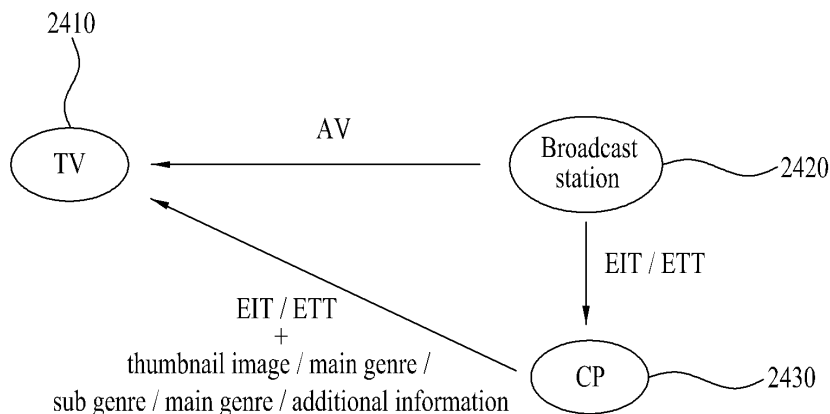 2410
AV
TV
Broadcast
station
2420
EIT / ETT
EIT / ETT
+
thumbnail image / main genre /
sub genre / main genre / additional information
CP
2430